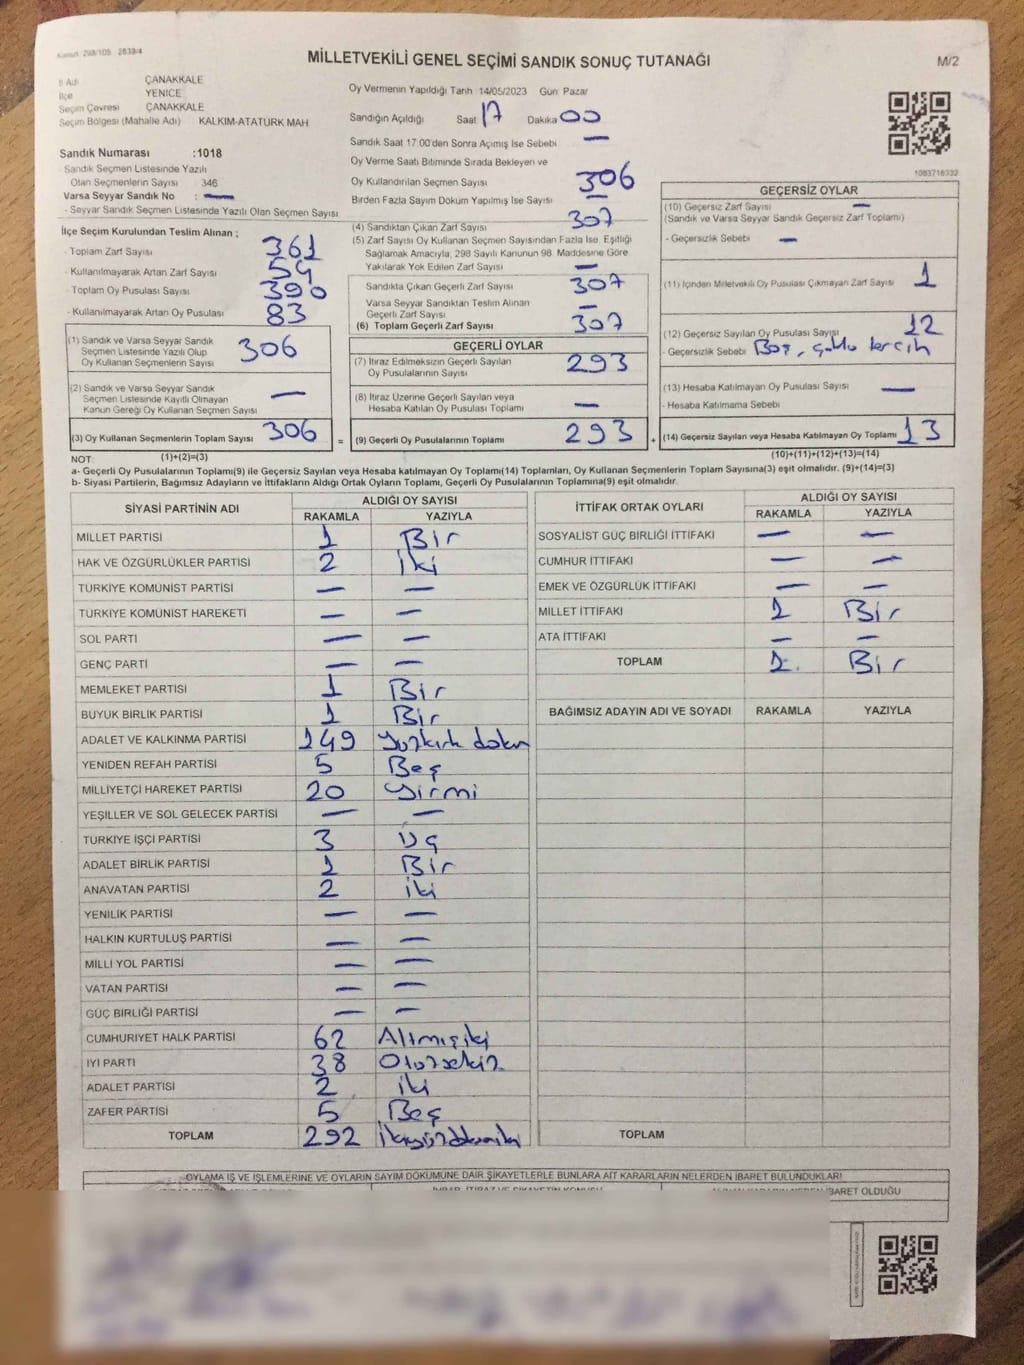 Kanun: 298/105 2839/4
MİLLETVEKİLİ GENEL SEÇİMİ SANDIK SONUÇ TUTANAĞI
M/2
İl Adı ÇANAKKALE
İlçe YENİCE
Seçim Çevresi ÇANAKKALE
Seçim Bölgesi (Mahalle Adı) KALKIM-ATATÜRK MAH
Sandık Numarası :1018
- Sandık Seçmen Listesinde Yazılı
Olan Seçmenlerin Sayısı 346
Varsa Seyyar Sandık No : —
- Seyyar Sandık Seçmen Listesinde Yazılı Olan Seçmen Sayısı
İlçe Seçim Kurulundan Teslim Alınan ;
- Toplam Zarf Sayısı 361
- Kullanılmayarak Artan Zarf Sayısı 54
- Toplam Oy Pusulası Sayısı 390
- Kullanılmayarak Artan Oy Pusulası 83
Oy Vermenin Yapıldığı Tarih 14/05/2023 Gün Pazar
Sandığın Açıldığı Saat 17 Dakika 00
Sandık Saat 17:00'den Sonra Açımış İse Sebebi —
Oy Verme Saati Bitiminde Sırada Bekleyen ve
Oy Kullandırılan Seçmen Sayısı 306
Birden Fazla Sayım Döküm Yapılmış İse Sayısı —
(4) Sandıktan Çıkan Zarf Sayısı 307
(5) Zarf Sayısı Oy Kullanan Seçmen Sayısından Fazla İse, Eşitliği
Sağlamak Amacıyla, 298 Sayılı Kanunun 98. Maddesine Göre
Yakılarak Yok Edilen Zarf Sayısı —
Sandıkta Çıkan Geçerli Zarf Sayısı 307
Varsa Seyyar Sandıktan Teslim Alınan
Geçerli Zarf Sayısı —
(6) Toplam Geçerli Zarf Sayısı 307
1083716332
GEÇERSİZ OYLAR
(10) Geçersiz Zarf Sayısı —
(Sandık ve Varsa Seyyar Sandık Geçersiz Zarf Toplamı)
- Geçersizlik Sebebi —
(11) İçinden Milletvekili Oy Pusulası Çıkmayan Zarf Sayısı 1
(12) Geçersiz Sayılan Oy Pusulası Sayısı 12
- Geçersizlik Sebebi Boş, çoklu tercih
(13) Hesaba Katılmayan Oy Pusulası Sayısı —
- Hesaba Katılmama Sebebi
(14) Geçersiz Sayılan veya Hesaba Katılmayan Oy Toplamı 13
(10)+(11)+(12)+(13)=(14)
(1) Sandık ve Varsa Seyyar Sandık
Seçmen Listesinde Yazılı Olup
Oy Kullanan Seçmenlerin Sayısı 306
(2) Sandık ve Varsa Seyyar Sandık
Seçmen Listesinde Kayıtlı Olmayan
Kanun Gereği Oy Kullanan Seçmen Sayısı —
(3) Oy Kullanan Seçmenlerin Toplam Sayısı 306 =
(1)+(2)=(3)
GEÇERLİ OYLAR
(7) İtiraz Edilmeksizin Geçerli Sayılan
Oy Pusulalarının Sayısı 293
(8) İtiraz Üzerine Geçerli Sayılan veya
Hesaba Katılan Oy Pusulası Toplamı —
(9) Geçerli Oy Pusulalarının Toplamı 293 +
NOT:
a- Geçerli Oy Pusulalarının Toplamı(9) ile Geçersiz Sayılan veya Hesaba katılmayan Oy Toplamı(14) Toplamları, Oy Kullanan Seçmenlerin Toplam Sayısına(3) eşit olmalıdır. (9)+(14)=(3)
b- Siyasi Partilerin, Bağımsız Adayların ve İttifakların Aldığı Ortak Oyların Toplamı, Geçerli Oy Pusulalarının Toplamına(9) eşit olmalıdır.
SİYASİ PARTİNİN ADI ALDIĞI OY SAYISI
RAKAMLA YAZIYLA
MİLLET PARTİSİ 1 Bir
HAK VE ÖZGÜRLÜKLER PARTİSİ 2 İki
TÜRKİYE KOMÜNİST PARTİSİ — —
TÜRKİYE KOMÜNİST HAREKETİ — —
SOL PARTİ — —
GENÇ PARTİ — —
MEMLEKET PARTİSİ 1 Bir
BÜYÜK BİRLİK PARTİSİ 1 Bir
ADALET VE KALKINMA PARTİSİ 149 Yüzkırk dokuz
YENİDEN REFAH PARTİSİ 5 Beş
MİLLİYETÇİ HAREKET PARTİSİ 20 Yirmi
YEŞİLLER VE SOL GELECEK PARTİSİ — —
TÜRKİYE İŞÇİ PARTİSİ 3 Üç
ADALET BİRLİK PARTİSİ 1 Bir
ANAVATAN PARTİSİ 2 İki
YENİLİK PARTİSİ — —
HALKIN KURTULUŞ PARTİSİ — —
MİLLİ YOL PARTİSİ — —
VATAN PARTİSİ — —
GÜÇ BİRLİĞİ PARTİSİ — —
CUMHURİYET HALK PARTİSİ 62 Altmışiki
İYİ PARTİ 38 Otuzsekiz
ADALET PARTİSİ 2 İki
ZAFER PARTİSİ 5 Beş
TOPLAM 292 İkiyüzdoksaniki
İTTİFAK ORTAK OYLARI ALDIĞI OY SAYISI
RAKAMLA YAZIYLA
SOSYALİST GÜÇ BİRLİĞİ İTTİFAKI — —
CUMHUR İTTİFAKI — —
EMEK VE ÖZGÜRLÜK İTTİFAKI — —
MİLLET İTTİFAKI 1 Bir
ATA İTTİFAKI — —
TOPLAM 1 Bir
BAĞIMSIZ ADAYIN ADI VE SOYADI RAKAMLA YAZIYLA
TOPLAM
OYLAMA İŞ VE İŞLEMLERİNE VE OYLARIN SAYIM DÖKÜMÜNE DAİR ŞİKAYETLERLE BUNLARA AİT KARARLARIN NELERDEN İBARET BULUNDUKLARI
İBARET OLDUĞU